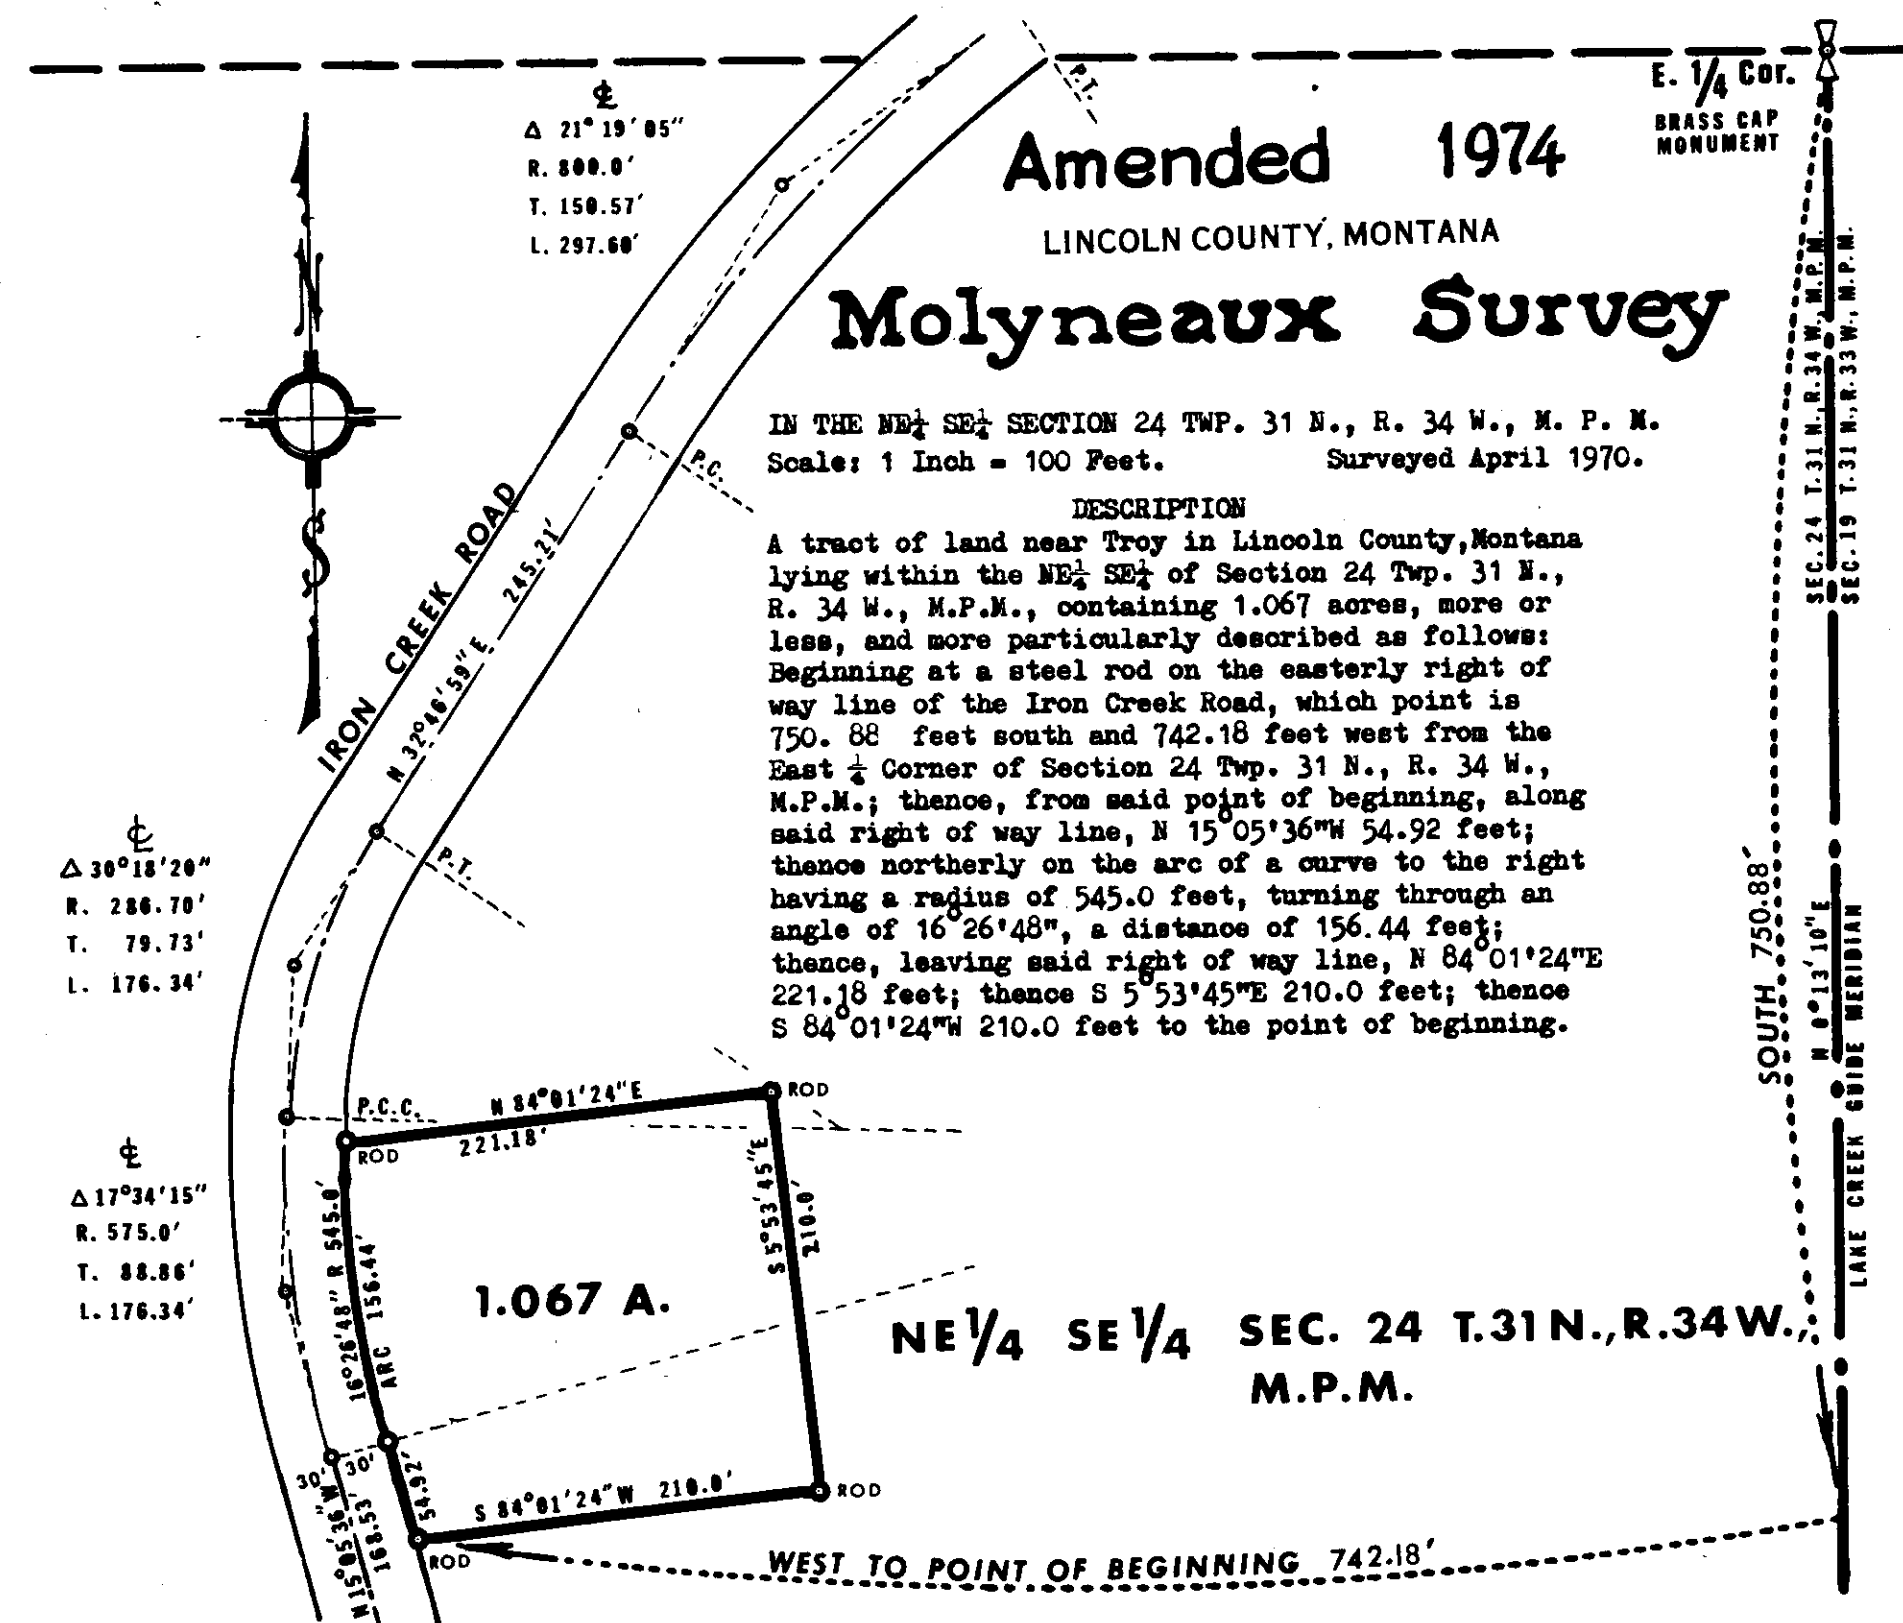 E. 1/4 Cor.
BRASS CAP
MONUMENT
P.T.
℄
Δ 21° 19' 05"
R. 800.0'
T. 150.57'
L. 297.60'
Amended 1974
LINCOLN COUNTY, MONTANA
Molyneaux Survey
N
S
IN THE NE¼ SE¼ SECTION 24 TWP. 31 N., R. 34 W., M. P. M.
Scale: 1 Inch = 100 Feet. Surveyed April 1970.
DESCRIPTION
A tract of land near Troy in Lincoln County, Montana
lying within the NE¼ SE¼ of Section 24 Twp. 31 N.,
R. 34 W., M.P.M., containing 1.067 acres, more or
less, and more particularly described as follows:
Beginning at a steel rod on the easterly right of
way line of the Iron Creek Road, which point is
750. 88 feet south and 742.18 feet west from the
East ¼ Corner of Section 24 Twp. 31 N., R. 34 W.,
M.P.M.; thence, from said point of beginning, along
said right of way line, N 15°05'36"W 54.92 feet;
thence northerly on the arc of a curve to the right
having a radius of 545.0 feet, turning through an
angle of 16°26'48", a distance of 156.44 feet;
thence, leaving said right of way line, N 84°01'24"E
221.18 feet; thence S 5°53'45"E 210.0 feet; thence
S 84°01'24"W 210.0 feet to the point of beginning.
SEC. 24 T. 31 N., R. 34 W., M.P.M.
SEC. 19 T. 31 N., R. 33 W., M.P.M.
P.C.
IRON CREEK ROAD
N 32°46'59" E 245.21'
P.T.
℄
Δ 30°18'20"
R. 286.70'
T. 79.73'
L. 176.34'
SOUTH 750.88'
N 0°13'10" E
LAKE CREEK GUIDE MERIDIAN
P.C.C.
N 84°01'24" E
221.18'
ROD
ROD
℄
Δ 17°34'15"
R. 575.0'
T. 88.86'
L. 176.34'
16°26'48" R 545.0'
ARC 156.44'
S 5°53'45" E
210.0'
1.067 A.
NE 1/4 SE 1/4 SEC. 24 T.31 N., R.34 W.,
M.P.M.
30' 30'
54.92'
S 84°01'24" W 210.0'
ROD
N 15°05'36" W
168.53'
ROD
WEST TO POINT OF BEGINNING 742.18'